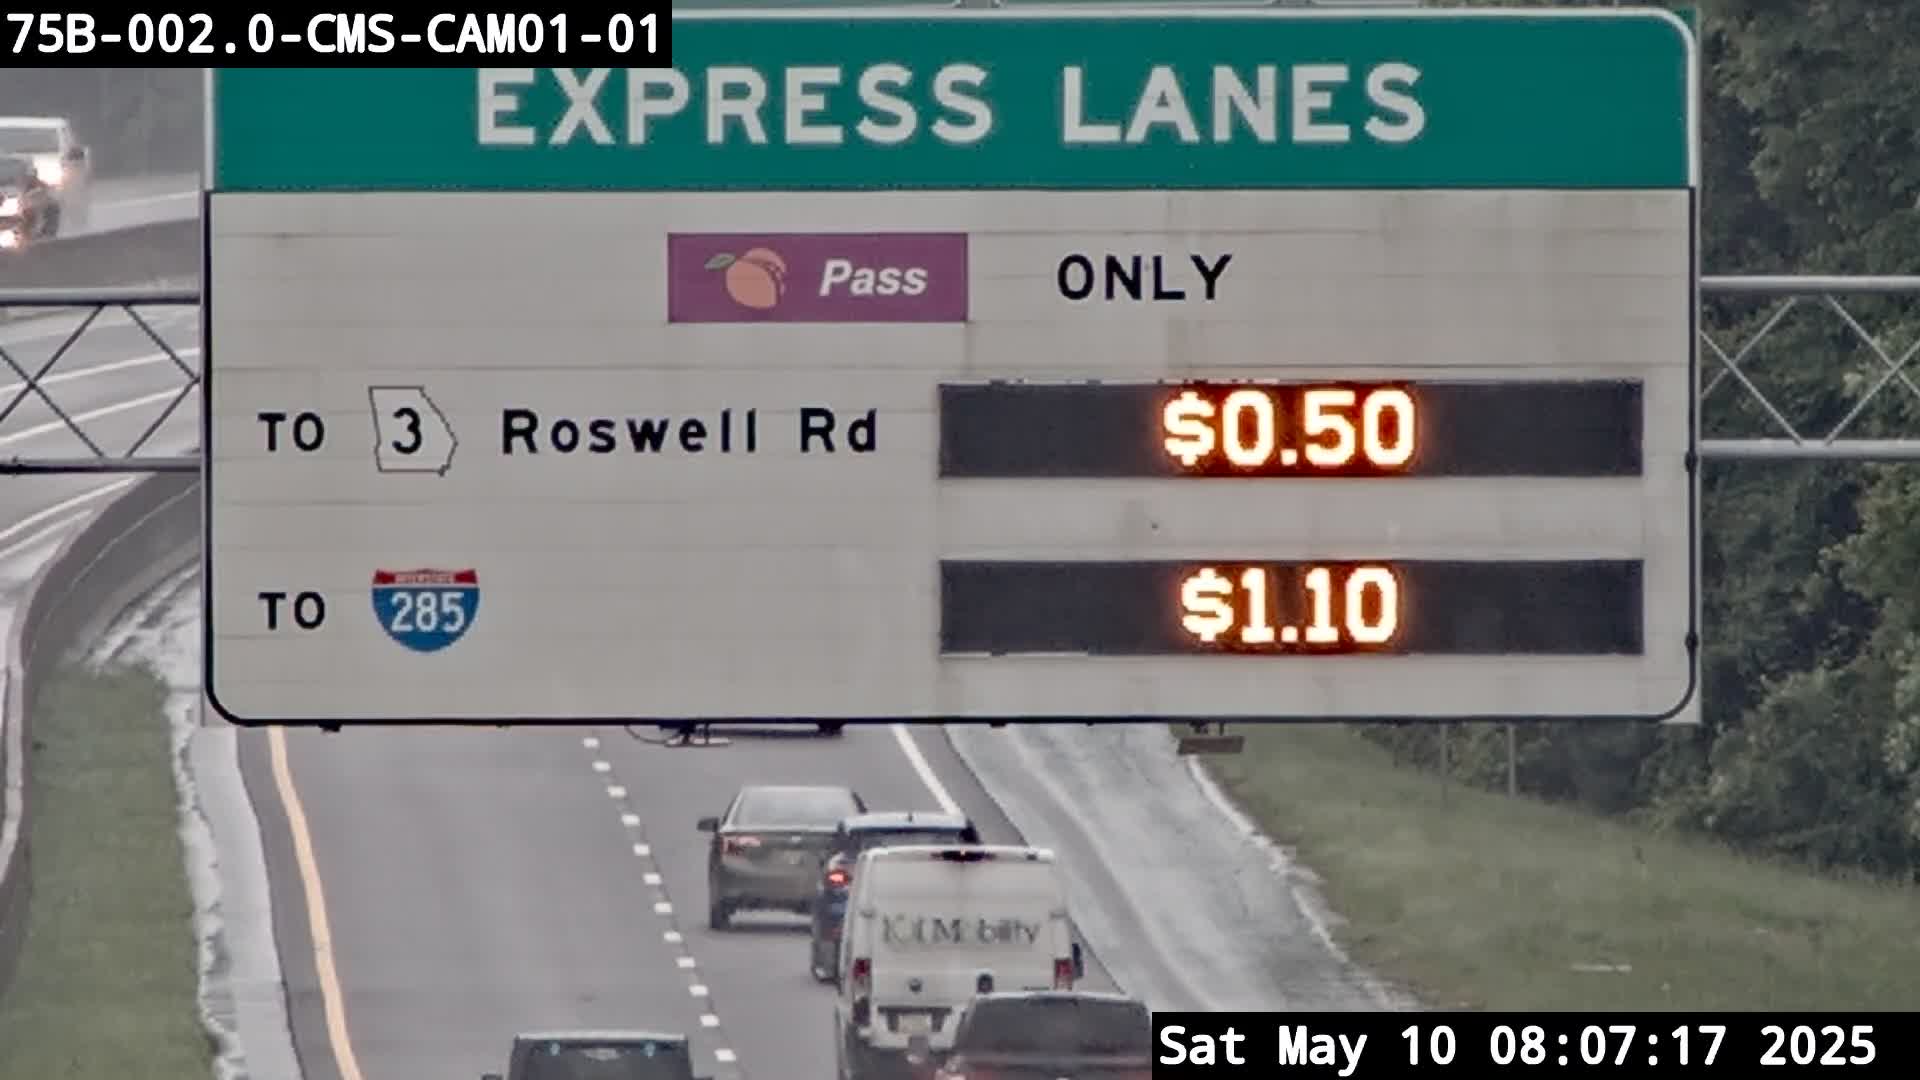 75B-002.0-CMS-CAM01-01
EXPRESS LANES
Pass ONLY
TO 3 Roswell Rd $0.50
TO 285 $1.10
Sat May 10 08:07:17 2025